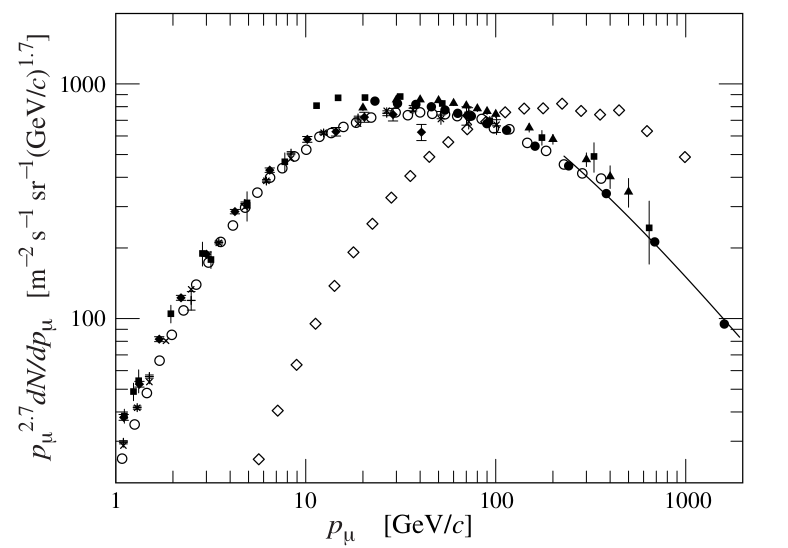 p_μ^2.7 dN/dp_μ [m^−2 s^−1 sr^−1 (GeV/c)^1.7]
1000
100
1 10 100 1000
p_μ [GeV/c]